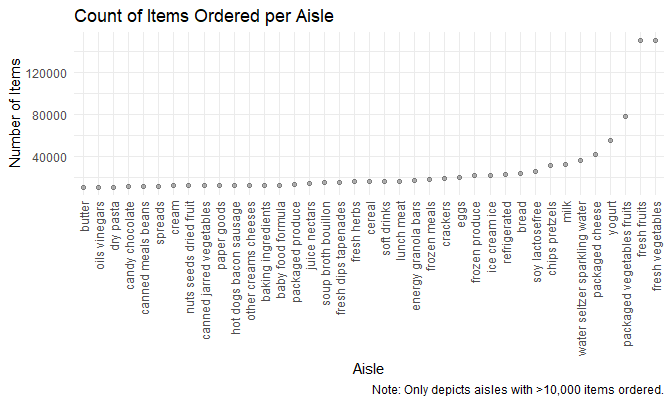 Count of Items Ordered per Aisle
Number of Items
120000
80000
40000
butter
oils vinegars
dry pasta
candy chocolate
canned meals beans
spreads
cream
nuts seeds dried fruit
canned jarred vegetables
paper goods
hot dogs bacon sausage
other creams cheeses
baking ingredients
baby food formula
packaged produce
juice nectars
soup broth bouillon
fresh dips tapenades
fresh herbs
cereal
soft drinks
lunch meat
energy granola bars
frozen meals
crackers
eggs
frozen produce
ice cream ice
refrigerated
bread
soy lactosefree
chips pretzels
milk
water seltzer sparkling water
packaged cheese
yogurt
packaged vegetables fruits
fresh fruits
fresh vegetables
Aisle
Note: Only depicts aisles with >10,000 items ordered.